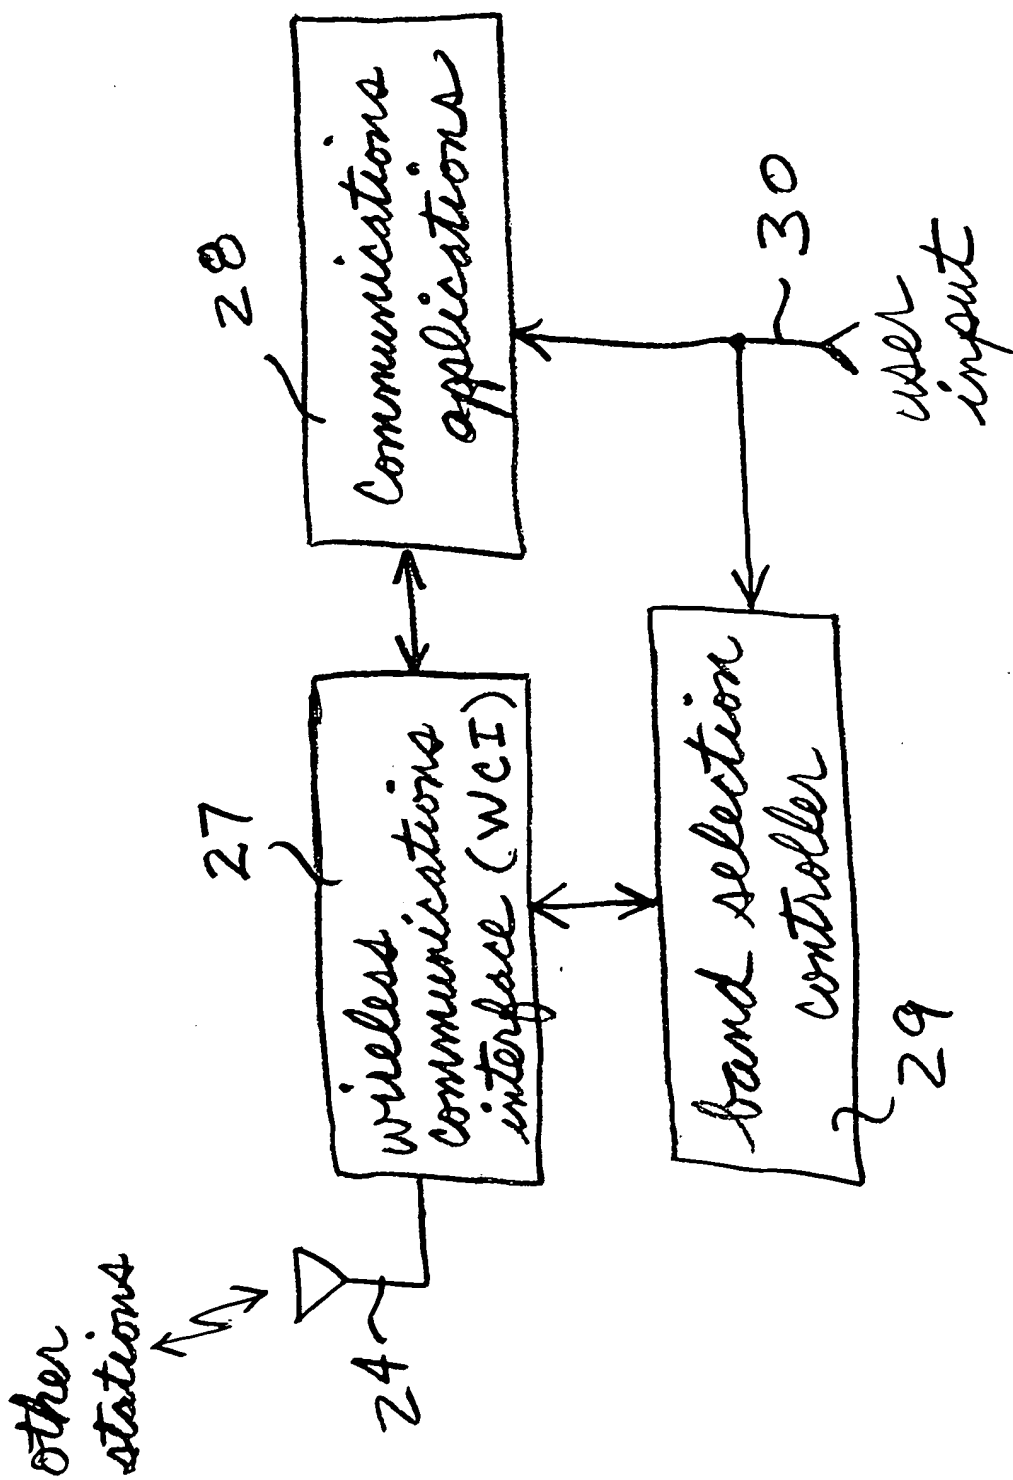 other
stations
24
27
wireless
communications
interface (WCI)
28
Communications
applications
29
band selection
controller
30
user
input